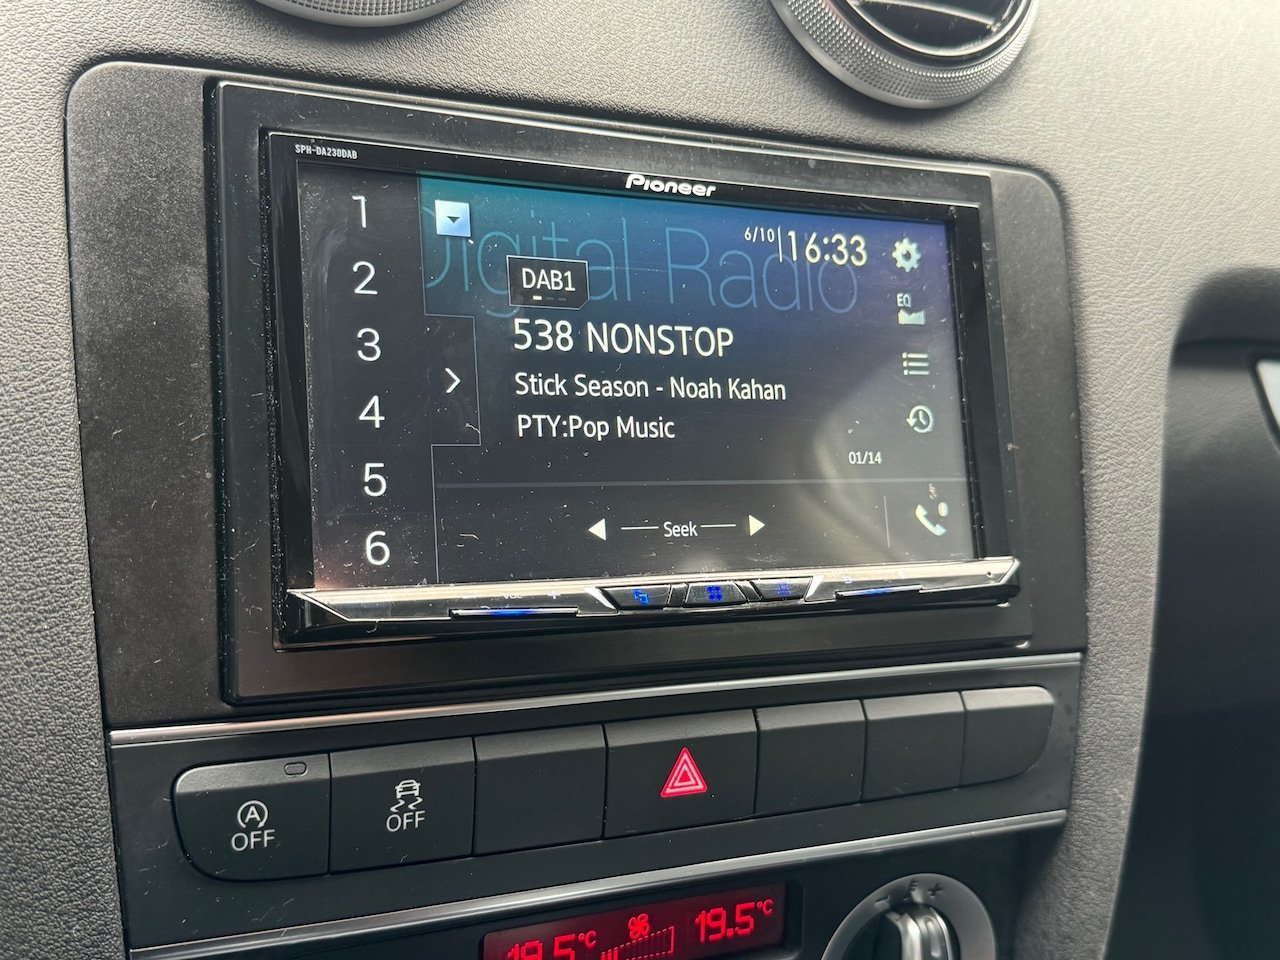 SPH-DA230DAB
Pioneer
Digital Radio
6/10 16:33
DAB1
538 NONSTOP
Stick Season - Noah Kahan
PTY:Pop Music
01/14
Seek
1
2
3
4
5
6
EQ
VOL
A
OFF
OFF
19.5°C
19.5°C